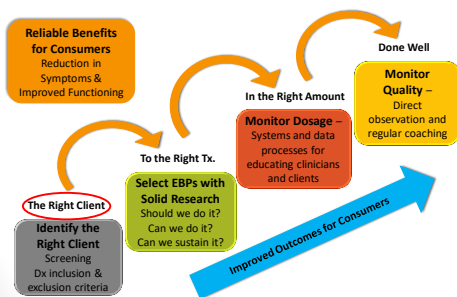 Reliable Benefits
for Consumers
Reduction in
Symptoms &
Improved Functioning
The Right Client
Identify the
Right Client
Screening
Dx inclusion &
exclusion criteria
To the Right Tx.
Select EBPs with
Solid Research
Should we do it?
Can we do it?
Can we sustain it?
In the Right Amount
Monitor Dosage –
Systems and data
processes for
educating clinicians
and clients
Done Well
Monitor
Quality –
Direct
observation and
regular coaching
Improved Outcomes for Consumers